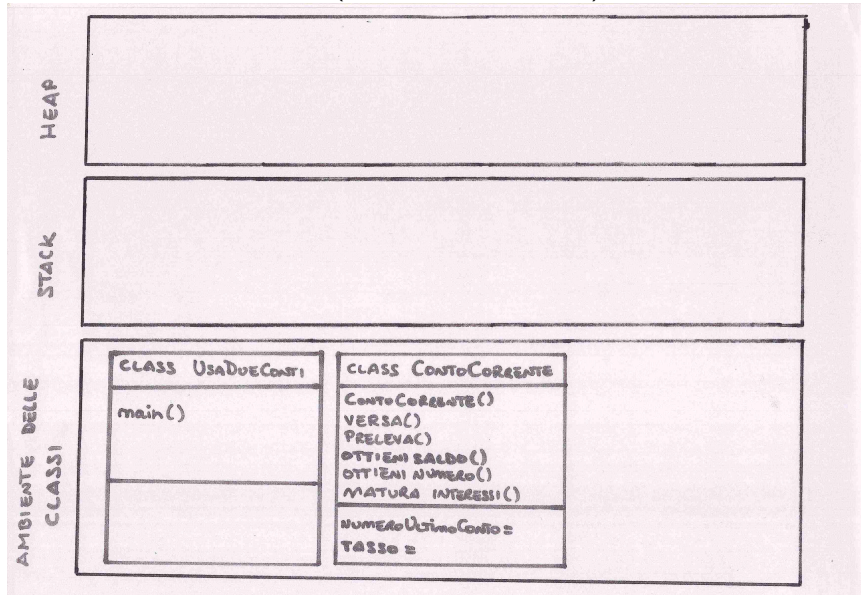 HEAP
STACK
AMBIENTE DELLE
CLASSI
CLASS USADUECONTI
main()
CLASS CONTOCORRENTE
CONTOCORRENTE()
VERSA()
PRELEVA()
OTTIENI SALDO()
OTTIENI NUMERO()
MATURA INTERESSI()
NUMEROULTIMOCONTO=
TASSO =